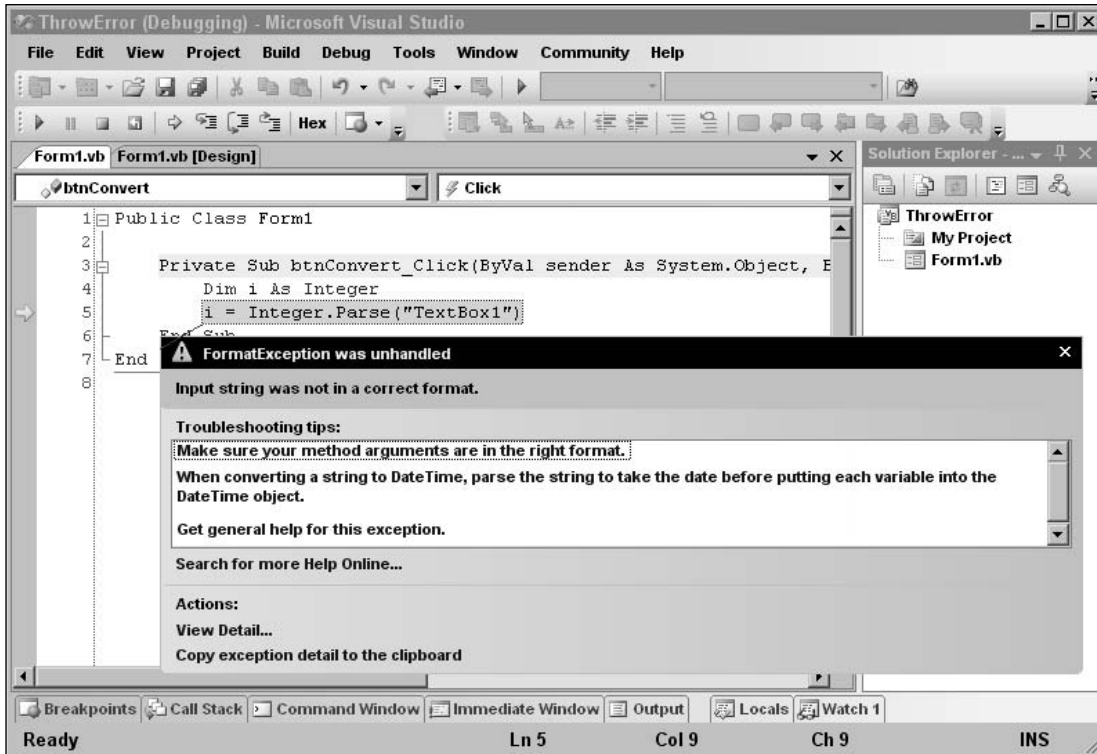 ThrowError (Debugging) - Microsoft Visual Studio
File Edit View Project Build Debug Tools Window Community Help
Hex
Form1.vb Form1.vb [Design]
Solution Explorer - ...
btnConvert Click
ThrowError
My Project
Form1.vb
1 Public Class Form1
2
3 Private Sub btnConvert_Click(ByVal sender As System.Object, E
4 Dim i As Integer
5 i = Integer.Parse("TextBox1")
6 End Sub
7 End
8
FormatException was unhandled
Input string was not in a correct format.
Troubleshooting tips:
Make sure your method arguments are in the right format.
When converting a string to DateTime, parse the string to take the date before putting each variable into the
DateTime object.
Get general help for this exception.
Search for more Help Online...
Actions:
View Detail...
Copy exception detail to the clipboard
Breakpoints Call Stack Command Window Immediate Window Output Locals Watch 1
Ready Ln 5 Col 9 Ch 9 INS